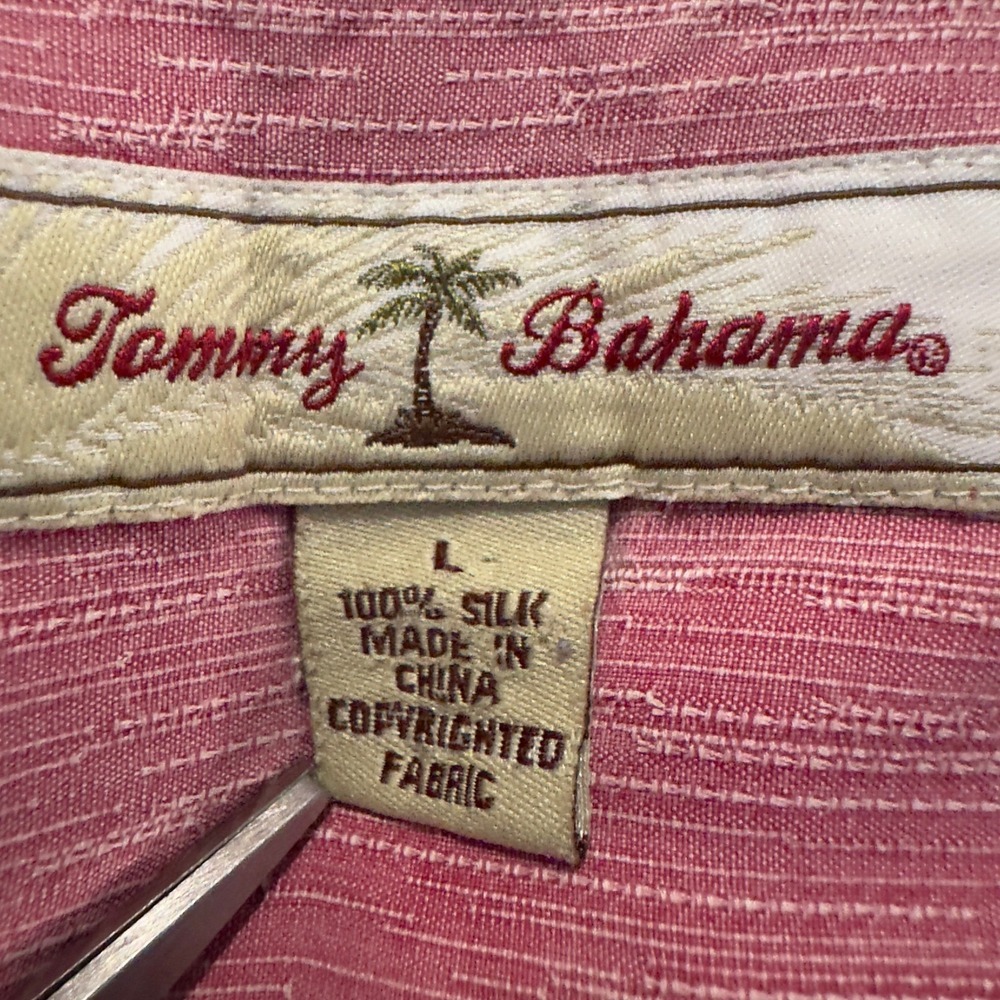 Tommy Bahama®
L
100% SILK
MADE IN
CHINA
COPYRIGHTED
FABRIC